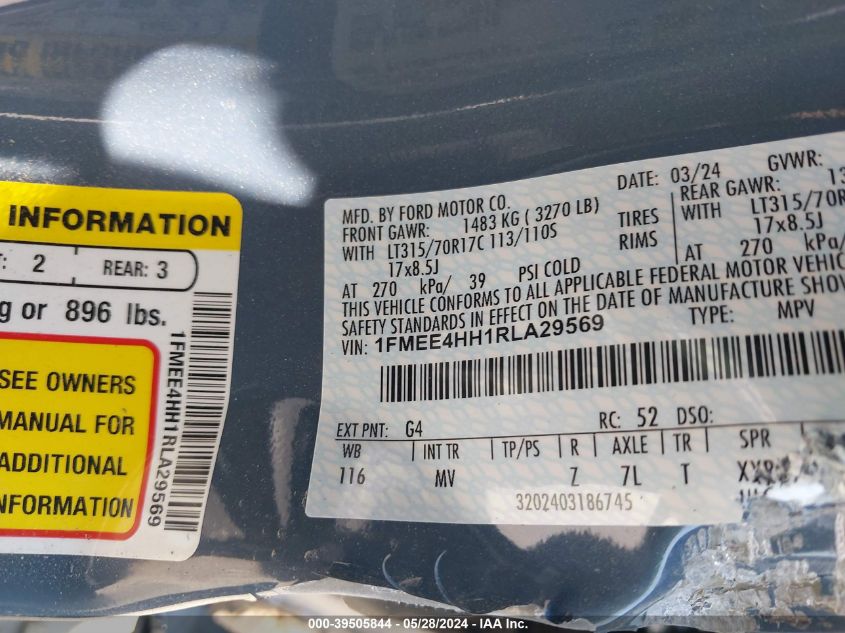 INFORMATION
: 2 REAR: 3
g or 896 lbs.
SEE OWNERS
MANUAL FOR
ADDITIONAL
INFORMATION
1FMEE4HH1RLA29569
MFD. BY FORD MOTOR CO.
DATE: 03/24 GVWR:
FRONT GAWR: 1483 KG ( 3270 LB)
REAR GAWR: 13
WITH LT315/70R17C 113/110S TIRES WITH LT315/70R
17x8.5J RIMS 17x8.5J
AT 270 kPa/ 39 PSI COLD AT 270 kPa/
THIS VEHICLE CONFORMS TO ALL APPLICABLE FEDERAL MOTOR VEHIC
SAFETY STANDARDS IN EFFECT ON THE DATE OF MANUFACTURE SHO
VIN: 1FMEE4HH1RLA29569 TYPE: MPV
EXT PNT: G4 RC: 52 DSO:
WB INT TR TP/PS R AXLE TR SPR
116 MV Z 7L T
3202403186745
000-39505844 - 05/28/2024 - IAA Inc.